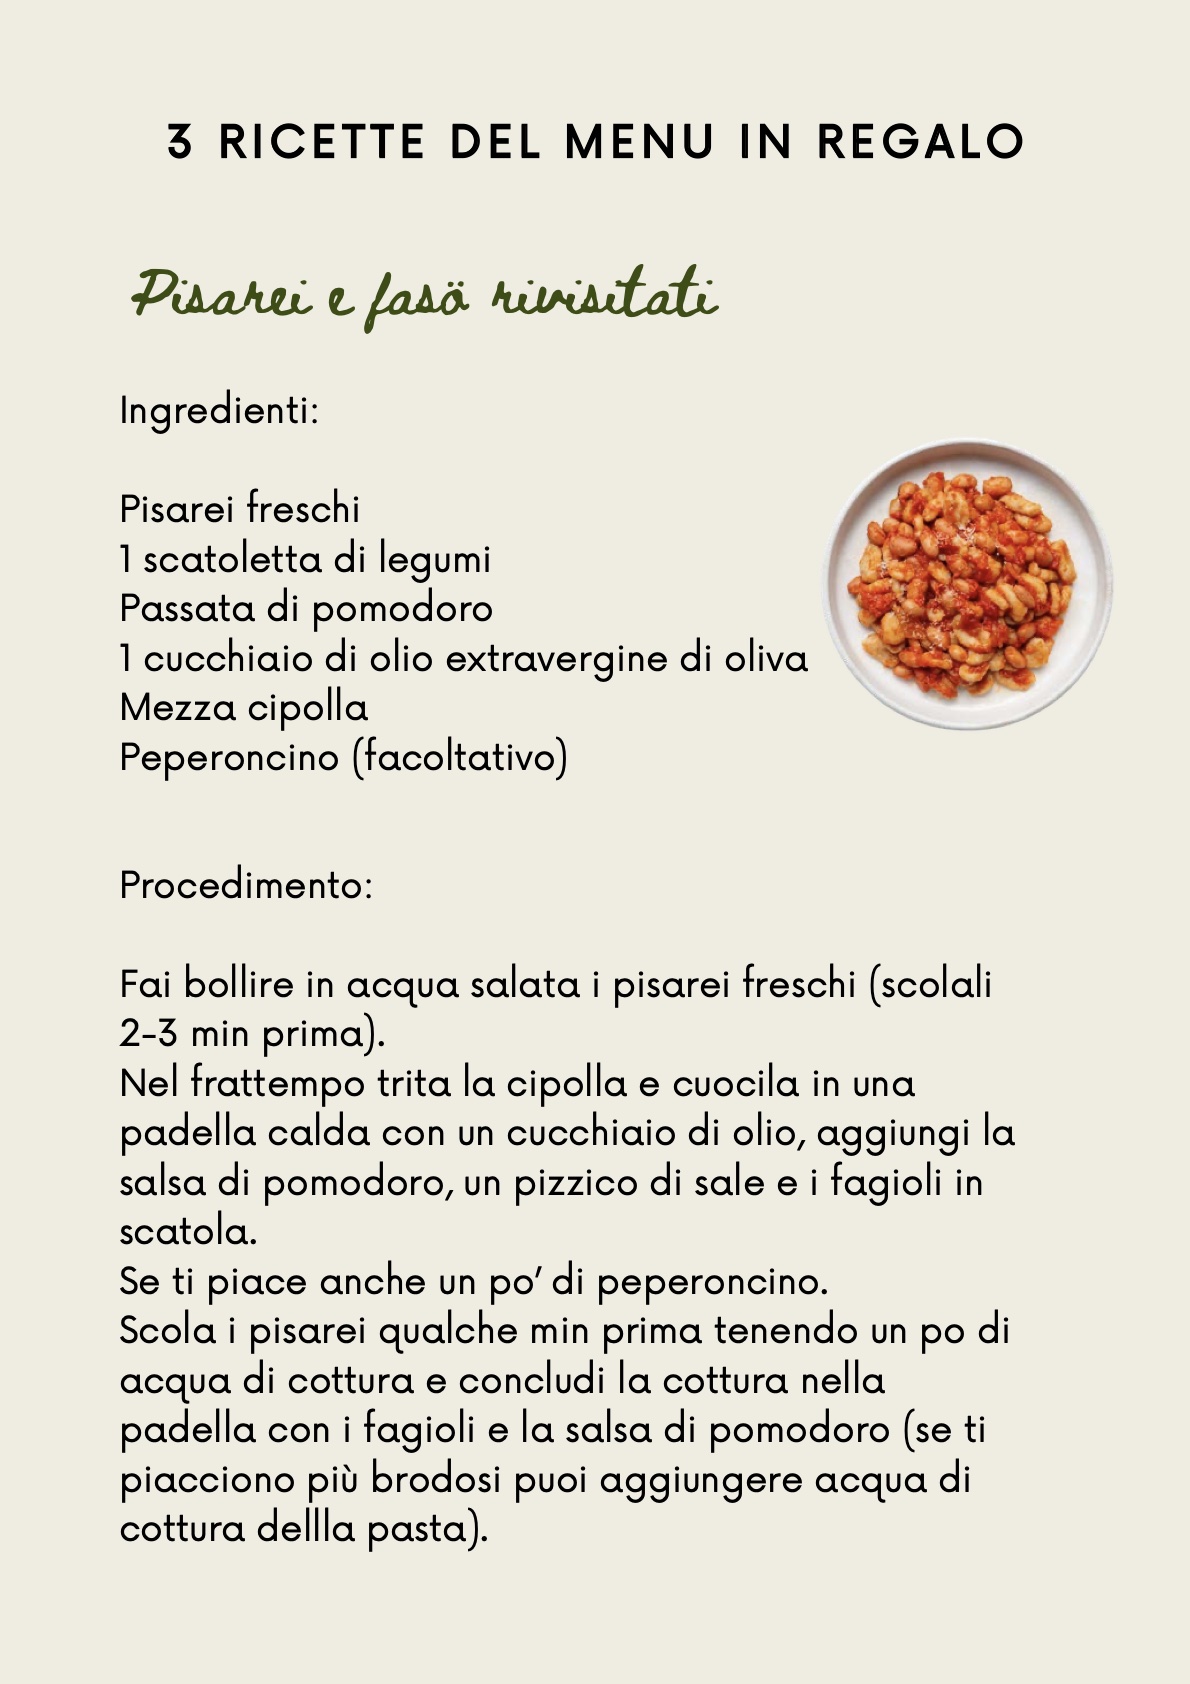 3 RICETTE DEL MENU IN REGALO
Pisarei e fasö rivisitati
Ingredienti:
Pisarei freschi
1 scatoletta di legumi
Passata di pomodoro
1 cucchiaio di olio extravergine di oliva
Mezza cipolla
Peperoncino (facoltativo)
Procedimento:
Fai bollire in acqua salata i pisarei freschi (scolali
2-3 min prima).
Nel frattempo trita la cipolla e cuocila in una
padella calda con un cucchiaio di olio, aggiungi la
salsa di pomodoro, un pizzico di sale e i fagioli in
scatola.
Se ti piace anche un po’ di peperoncino.
Scola i pisarei qualche min prima tenendo un po di
acqua di cottura e concludi la cottura nella
padella con i fagioli e la salsa di pomodoro (se ti
piacciono più brodosi puoi aggiungere acqua di
cottura dellla pasta).